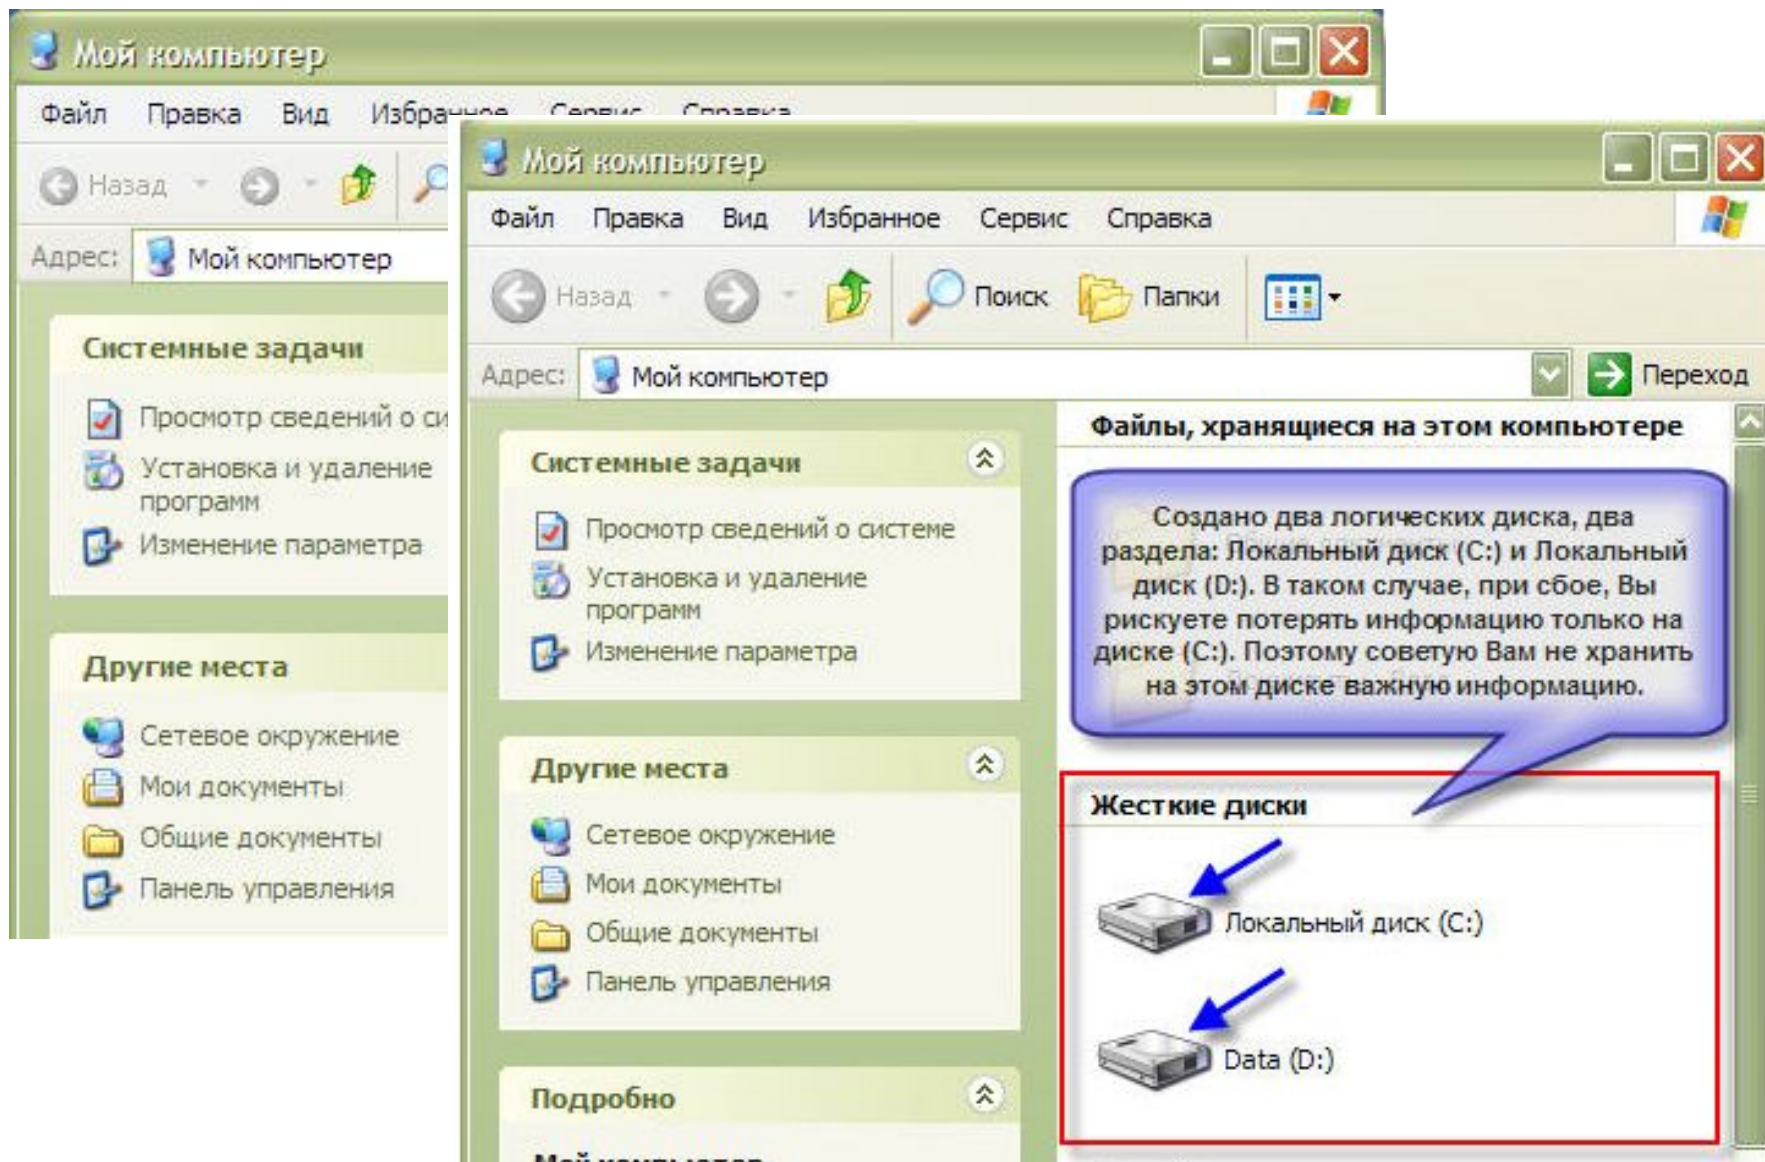 Мой компьютер
Файл Правка Вид Избранное Сервис Справка
Назад
Адрес: Мой компьютер
Системные задачи
Просмотр сведений о си
Установка и удаление
программ
Изменение параметра
Другие места
Сетевое окружение
Мои документы
Общие документы
Панель управления
Мой компьютер
Файл Правка Вид Избранное Сервис Справка
Назад Поиск Папки
Адрес: Мой компьютер Переход
Системные задачи
Просмотр сведений о системе
Установка и удаление
программ
Изменение параметра
Другие места
Сетевое окружение
Мои документы
Общие документы
Панель управления
Подробно
Мой компьютер
Файлы, хранящиеся на этом компьютере
Создано два логических диска, два
раздела: Локальный диск (C:) и Локальный
диск (D:). В таком случае, при сбое, Вы
рискуете потерять информацию только на
диске (C:). Поэтому советую Вам не хранить
на этом диске важную информацию.
Жесткие диски
Локальный диск (C:)
Data (D:)